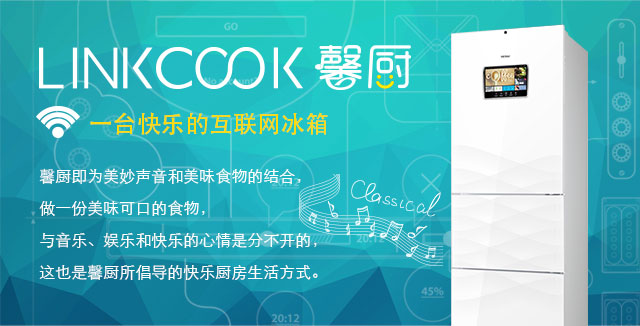 LINKCOOK 馨厨
一台快乐的互联网冰箱
馨厨即为美妙声音和美味食物的结合，
做一份美味可口的食物，
与音乐、娱乐和快乐的心情是分不开的，
这也是馨厨所倡导的快乐厨房生活方式。
Classical
20:12
45%